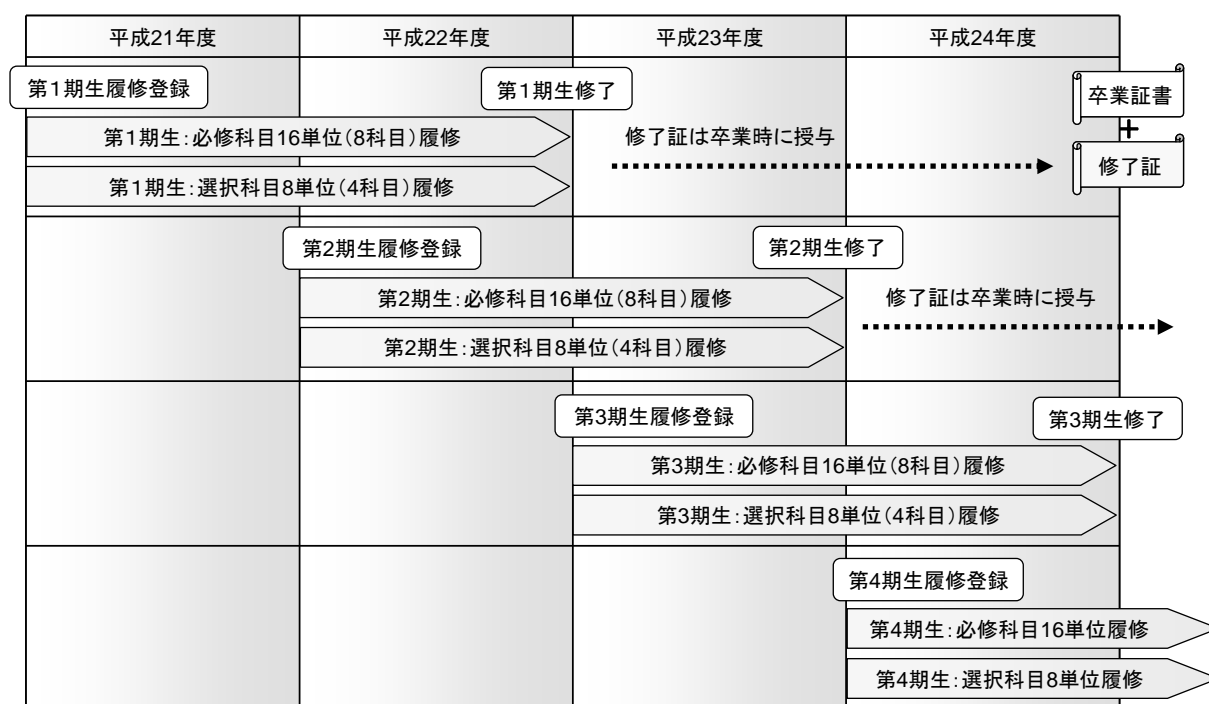 平成21年度
平成22年度
平成23年度
平成24年度
第1期生履修登録
第1期生修了
卒業証書
+
修了証
第1期生:必修科目16単位(8科目)履修
修了証は卒業時に授与
第1期生:選択科目8単位(4科目)履修
第2期生履修登録
第2期生修了
第2期生:必修科目16単位(8科目)履修
修了証は卒業時に授与
第2期生:選択科目8単位(4科目)履修
第3期生履修登録
第3期生修了
第3期生:必修科目16単位(8科目)履修
第3期生:選択科目8単位(4科目)履修
第4期生履修登録
第4期生:必修科目16単位履修
第4期生:選択科目8単位履修